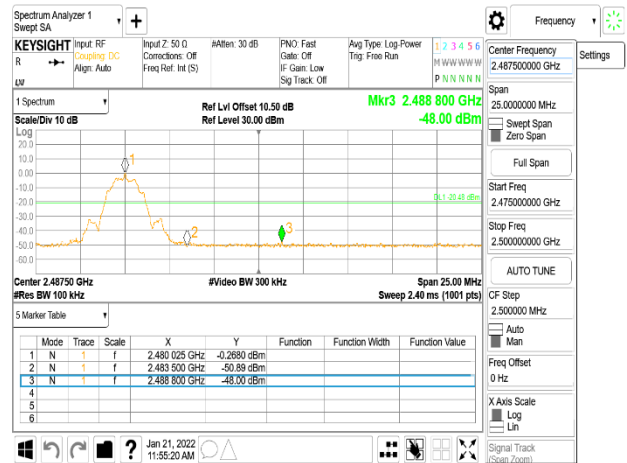 Spectrum Analyzer 1
Swept SA
Frequency
KEYSIGHT
R
Input: RF
Coupling: DC
Align: Auto
Input Z: 50 Ω
Corrections: Off
Freq Ref: Int (S)
#Atten: 30 dB
PNO: Fast
Gate: Off
IF Gain: Low
Sig Track: Off
Avg Type: Log-Power
Trig: Free Run
1 2 3 4 5 6
M W W W W W
P N N N N N
Settings
1 Spectrum
Scale/Div 10 dB
Ref Lvl Offset 10.50 dB
Ref Level 30.00 dBm
Mkr3 2.488 800 GHz
-48.00 dBm
Log
20.0
10.0
0.00
-10.0
-20.0
-30.0
-40.0
-50.0
-60.0
1
2
3
DL1 -20.48 dBm
Center 2.48750 GHz
#Res BW 100 kHz
#Video BW 300 kHz
Span 25.00 MHz
Sweep 2.40 ms (1001 pts)
5 Marker Table
Mode Trace Scale X Y Function Function Width Function Value
1 N 1 f 2.480 025 GHz -0.2680 dBm
2 N 1 f 2.483 500 GHz -50.89 dBm
3 N 1 f 2.488 800 GHz -48.00 dBm
4
5
6
Jan 21, 2022
11:55:20 AM
Center Frequency
2.487500000 GHz
Span
25.0000000 MHz
Swept Span
Zero Span
Full Span
Start Freq
2.475000000 GHz
Stop Freq
2.500000000 GHz
AUTO TUNE
CF Step
2.500000 MHz
Auto
Man
Freq Offset
0 Hz
X Axis Scale
Log
Lin
Signal Track
(Span Zoom)